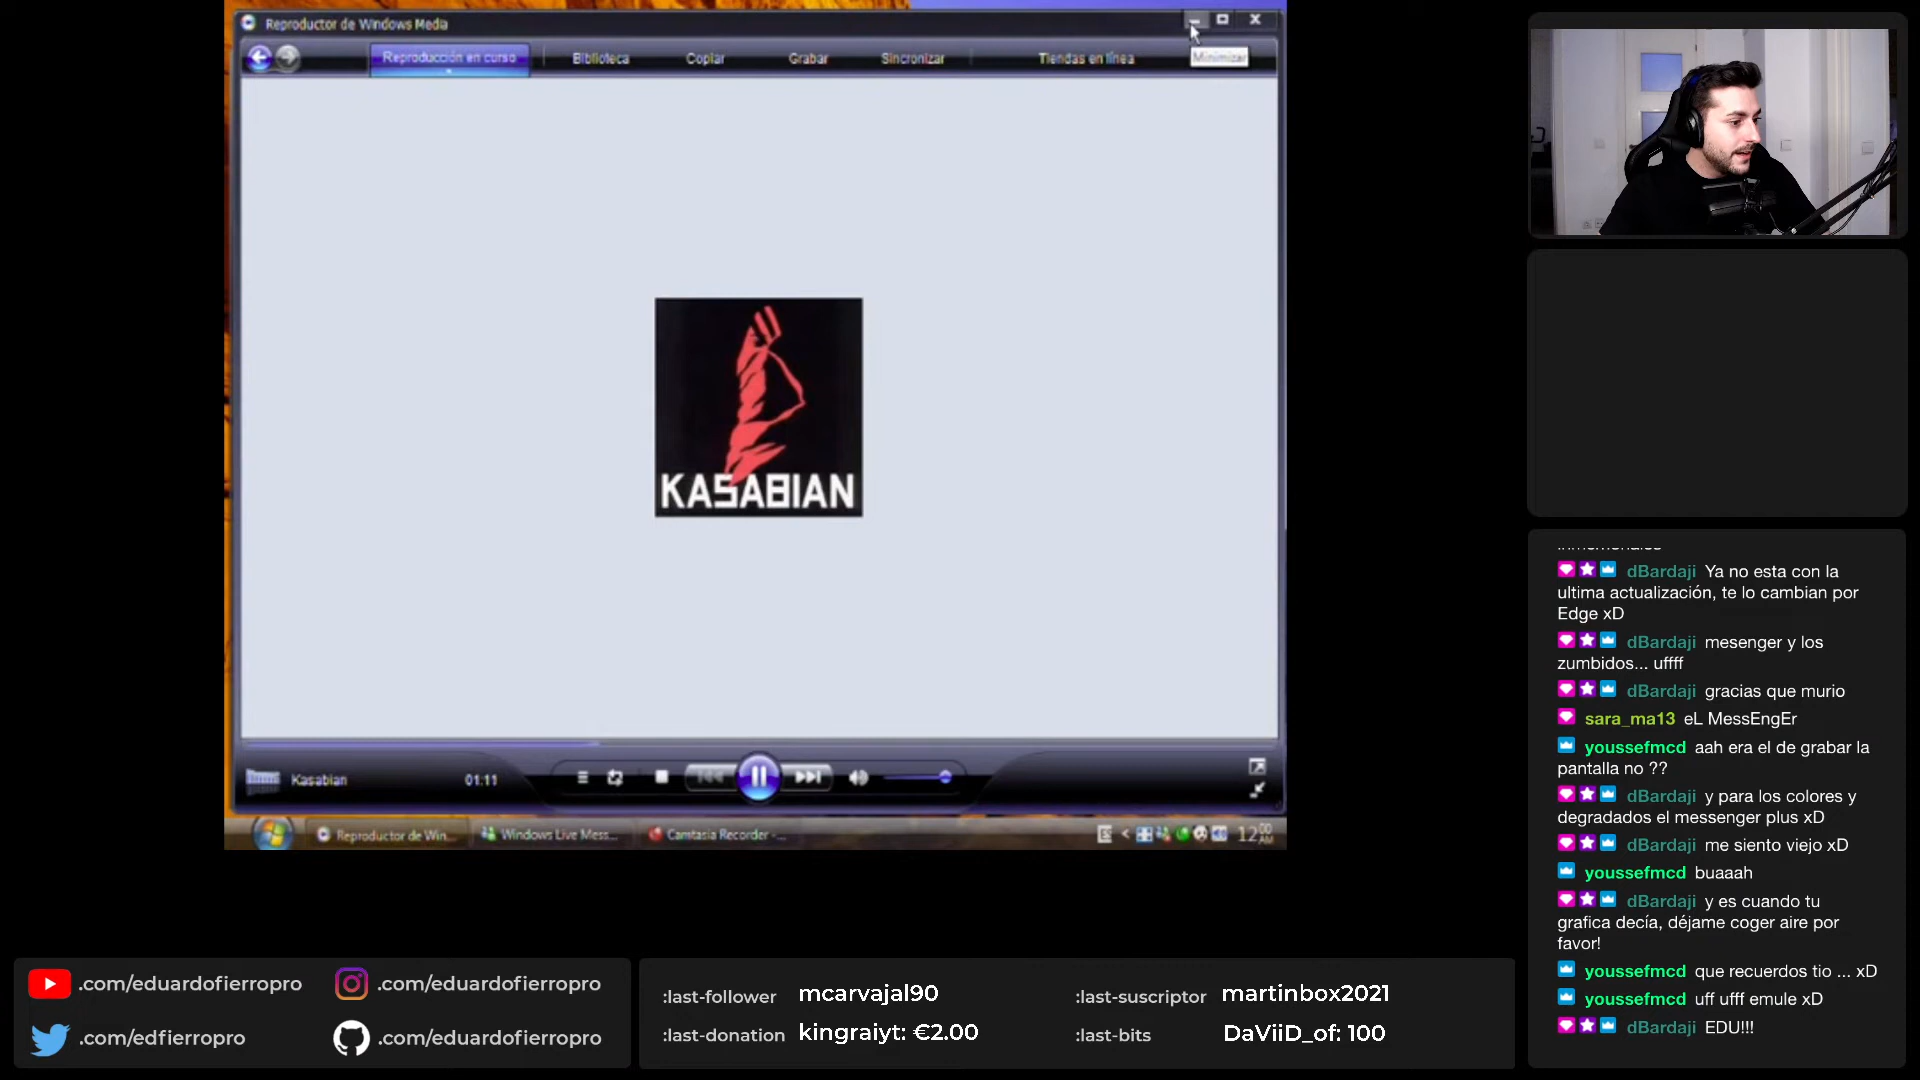 Reproductor de Windows Media
Reproducción en curso
Biblioteca
Copiar
Grabar
Sincronizar
Tiendas en línea
Minimizar
KASABIAN
Kasabian
01:11
Reproductor de Win...
Windows Live Mess...
Camtasia Recorder -...
ES
<
12:00
AM
dBardaji Ya no esta con la
ultima actualización, te lo cambian por
Edge xD
dBardaji mesenger y los
zumbidos... uffff
dBardaji gracias que murio
sara_ma13 eL MessEngEr
youssefmcd aah era el de grabar la
pantalla no ??
dBardaji y para los colores y
degradados el messenger plus xD
dBardaji me siento viejo xD
youssefmcd buaaah
dBardaji y es cuando tu
grafica decía, déjame coger aire por
favor!
youssefmcd que recuerdos tio ... xD
youssefmcd uff ufff emule xD
dBardaji EDU!!!
.com/eduardofierropro
.com/eduardofierropro
.com/edfierropro
.com/eduardofierropro
:last-follower mcarvajal90
:last-suscriptor martinbox2021
:last-donation kingraiyt: €2.00
:last-bits DaViiD_of: 100